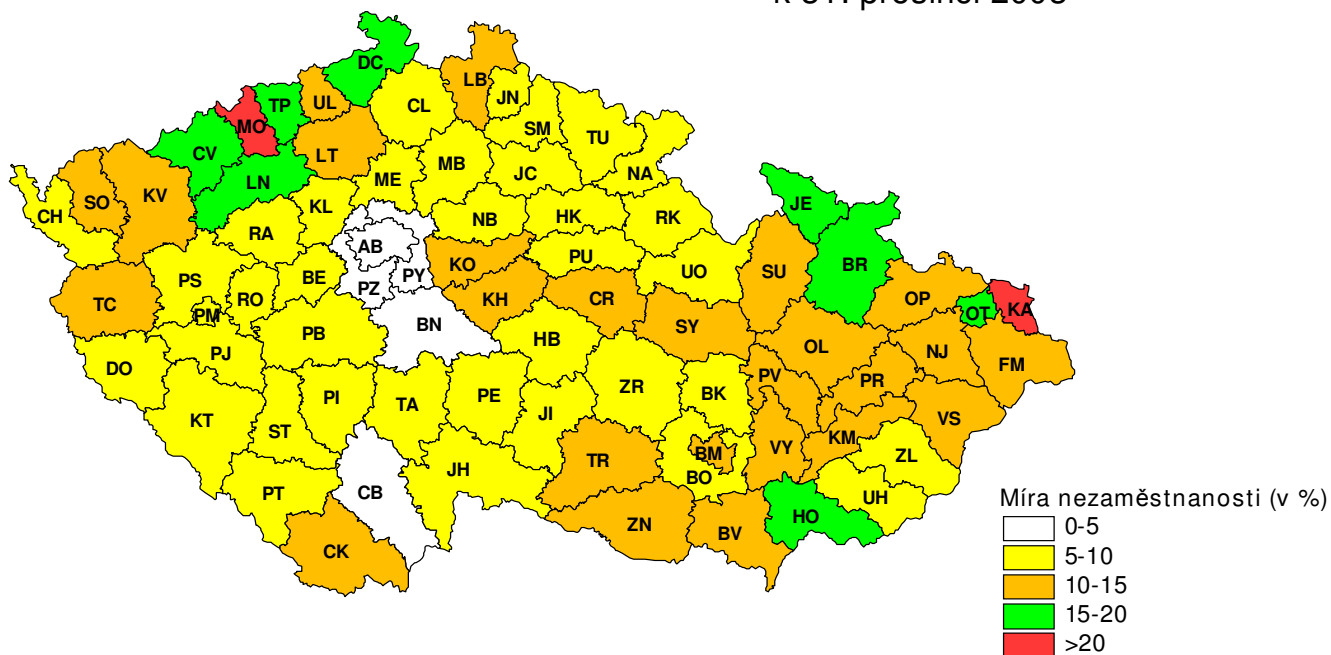 DC
LB
TP
UL
CL
JN
MO
SM
TU
CV
LT
MB
LN
ME
JC
NA
SO
KV
KL
JE
CH
NB
HK
RK
RA
AB
PU
BR
KO
UO
SU
PS
BE
PZ
PY
TC
RO
KH
CR
OP
PM
OT
KA
BN
SY
PB
HB
OL
NJ
PJ
FM
DO
PV
PR
ZR
BK
PE
PI
TA
JI
KT
VS
ST
KM
VY
BM
ZL
TR
JH
BO
CB
PT
UH
HO
ZN
BV
CK
Míra nezaměstnanosti (v %)
0-5
5-10
10-15
15-20
>20